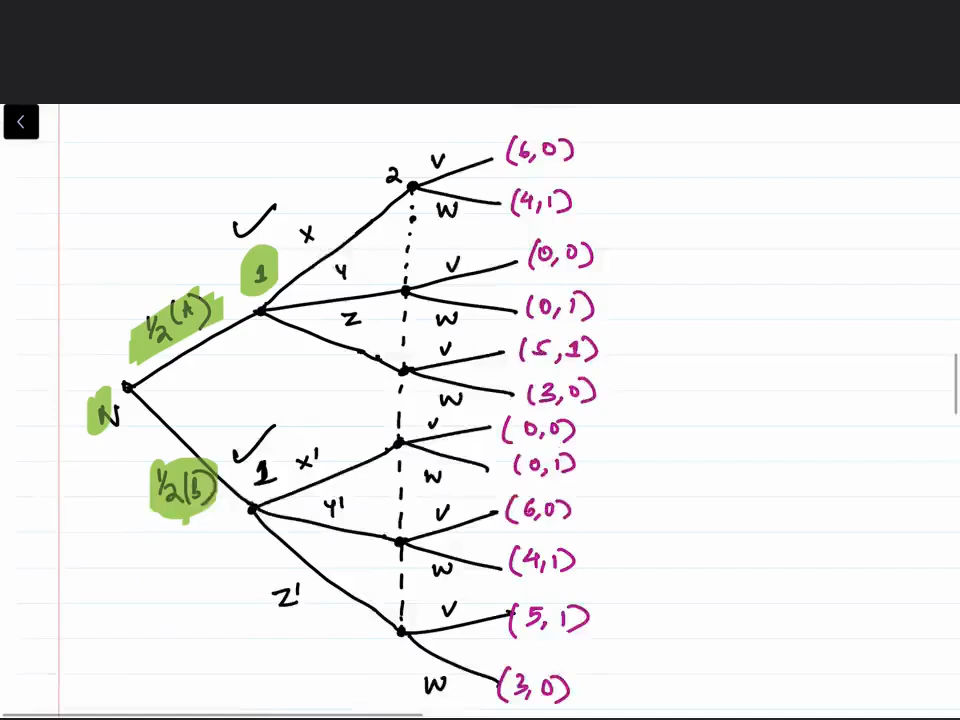 V (6,0)
2
W (4,1)
X
1
Y V (0,0)
½(A)
Z W (0,1)
V (5,1)
W (3,0)
N
V (0,0)
1 X' W (0,1)
½(B)
Y' V (6,0)
W (4,1)
Z' V (5,1)
W (3,0)